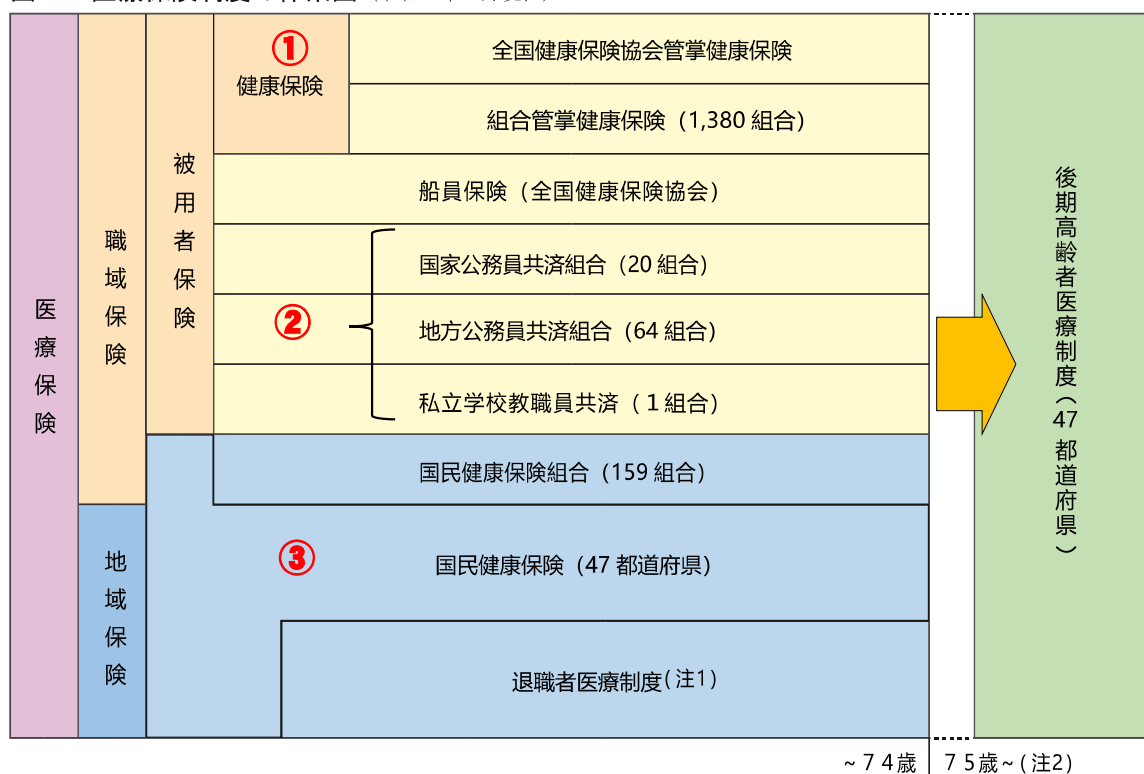 医療保険
職域保険
地域保険
被用者保険
①
健康保険
全国健康保険協会管掌健康保険
組合管掌健康保険（1,380 組合）
船員保険（全国健康保険協会）
②
国家公務員共済組合（20 組合）
地方公務員共済組合（64 組合）
私立学校教職員共済（１組合）
国民健康保険組合（159 組合）
③
国民健康保険（47 都道府県）
退職者医療制度(注1)
後期高齢者医療制度（47 都道府県）
~７４歳
７５歳~(注2)